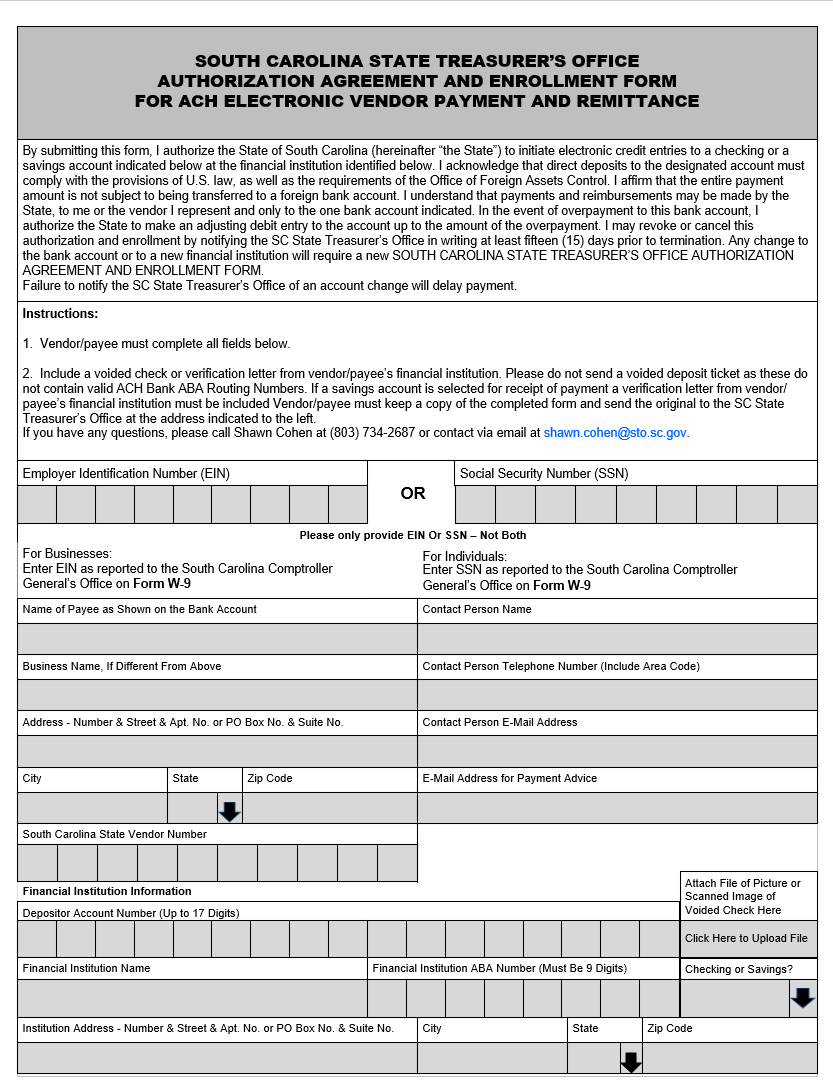 SOUTH CAROLINA STATE TREASURER'S OFFICE
AUTHORIZATION AGREEMENT AND ENROLLMENT FORM
FOR ACH ELECTRONIC VENDOR PAYMENT AND REMITTANCE
By submitting this form, I authorize the State of South Carolina (hereinafter “the State”) to initiate electronic credit entries to a checking or a
savings account indicated below at the financial institution identified below. I acknowledge that direct deposits to the designated account must
comply with the provisions of U.S. law, as well as the requirements of the Office of Foreign Assets Control. I affirm that the entire payment
amount is not subject to being transferred to a foreign bank account. I understand that payments and reimbursements may be made by the
State, to me or the vendor I represent and only to the one bank account indicated. In the event of overpayment to this bank account, I
authorize the State to make an adjusting debit entry to the account up to the amount of the overpayment. I may revoke or cancel this
authorization and enrollment by notifying the SC State Treasurer's Office in writing at least fifteen (15) days prior to termination. Any change to
the bank account or to a new financial institution will require a new SOUTH CAROLINA STATE TREASURER'S OFFICE AUTHORIZATION
AGREEMENT AND ENROLLMENT FORM.
Failure to notify the SC State Treasurer's Office of an account change will delay payment.
Instructions:
1. Vendor/payee must complete all fields below.
2. Include a voided check or verification letter from vendor/payee's financial institution. Please do not send a voided deposit ticket as these do
not contain valid ACH Bank ABA Routing Numbers. If a savings account is selected for receipt of payment a verification letter from vendor/
payee's financial institution must be included Vendor/payee must keep a copy of the completed form and send the original to the SC State
Treasurer's Office at the address indicated to the left.
If you have any questions, please call Shawn Cohen at (803) 734-2687 or contact via email at shawn.cohen@sto.sc.gov.
Employer Identification Number (EIN)
OR
Social Security Number (SSN)
Please only provide EIN Or SSN – Not Both
For Businesses:
Enter EIN as reported to the South Carolina Comptroller
General's Office on Form W-9
For Individuals:
Enter SSN as reported to the South Carolina Comptroller
General's Office on Form W-9
Name of Payee as Shown on the Bank Account
Contact Person Name
Business Name, If Different From Above
Contact Person Telephone Number (Include Area Code)
Address - Number & Street & Apt. No. or PO Box No. & Suite No.
Contact Person E-Mail Address
City
State
Zip Code
E-Mail Address for Payment Advice
South Carolina State Vendor Number
Financial Institution Information
Attach File of Picture or
Scanned Image of
Voided Check Here
Depositor Account Number (Up to 17 Digits)
Click Here to Upload File
Financial Institution Name
Financial Institution ABA Number (Must Be 9 Digits)
Checking or Savings?
Institution Address - Number & Street & Apt. No. or PO Box No. & Suite No.
City
State
Zip Code